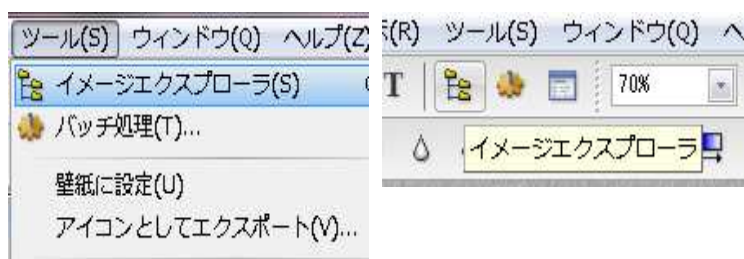 ツール(S) ウィンドウ(Q) ヘルプ(Z)
イメージエクスプローラ(S)
バッチ処理(T)...
壁紙に設定(U)
アイコンとしてエクスポート(V)...
(R) ツール(S) ウィンドウ(Q)
T 70%
イメージエクスプローラ